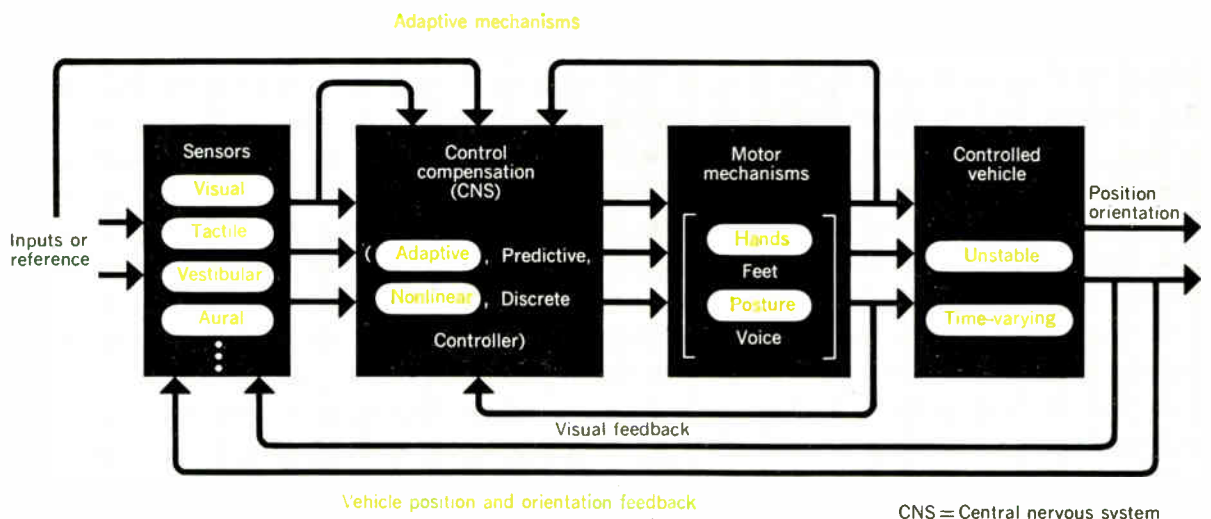 Adaptive mechanisms
Inputs or
reference
Sensors
Visual
Tactile
Vestibular
Aural
Control
compensation
(CNS)
( Adaptive , Predictive,
Nonlinear , Discrete
Controller)
Motor
mechanisms
Hands
Feet
Posture
Voice
Controlled
vehicle
Unstable
Time-varying
Position
orientation
Visual feedback
Vehicle position and orientation feedback
CNS = Central nervous system